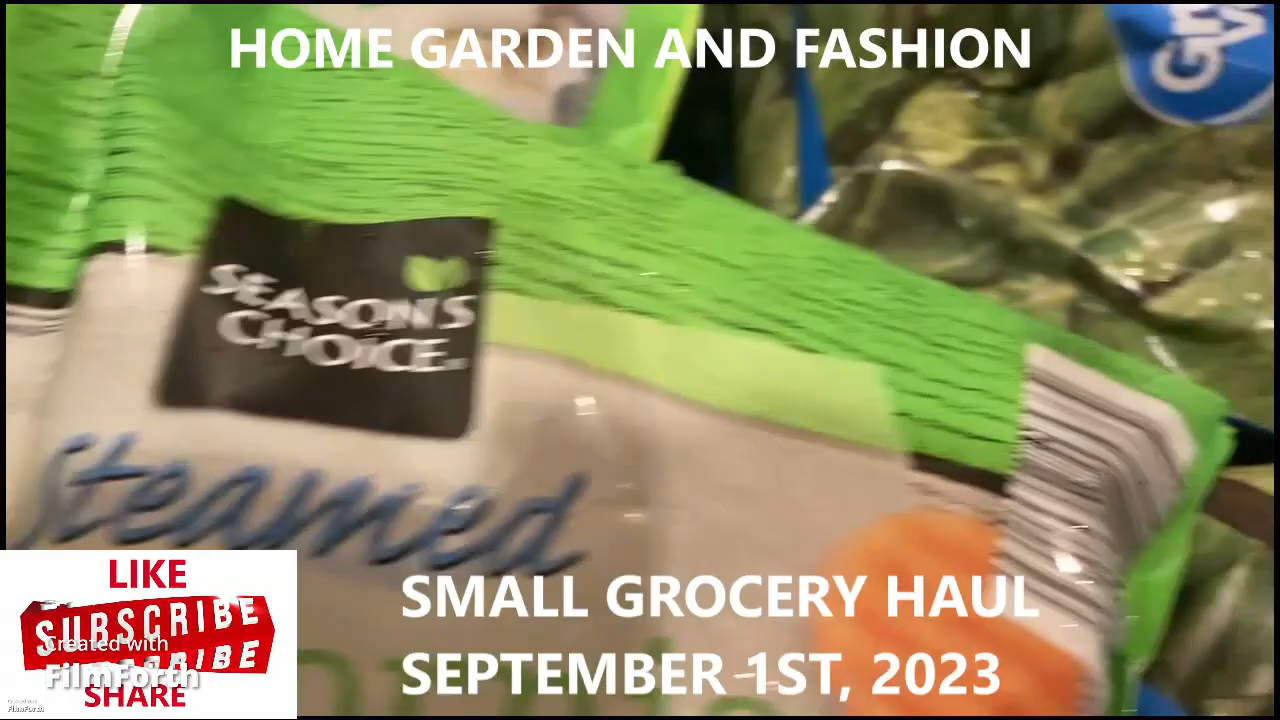 HOME GARDEN AND FASHION
SEASON'S
CHOICE
Steamed
LIKE
SUBSCRIBE
Created with
FilmForth
SHARE
SMALL GROCERY HAUL
SEPTEMBER 1ST, 2023
FilmForth